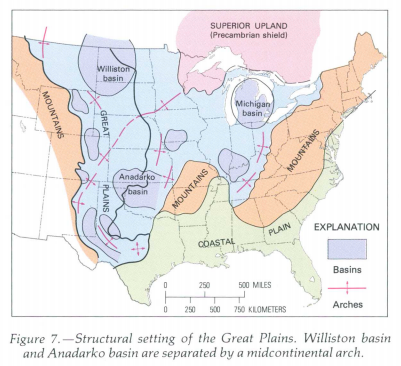 SUPERIOR UPLAND
(Precambrian shield)
Williston
basin
MOUNTAINS
GREAT
PLAINS
Michigan
basin
Anadarko
basin
MOUNTAINS
MOUNTAINS
COASTAL
PLAIN
EXPLANATION
Basins
Arches
0 250 500 MILES
0 250 500 750 KILOMETERS
Figure 7.—Structural setting of the Great Plains. Williston basin
and Anadarko basin are separated by a midcontinental arch.